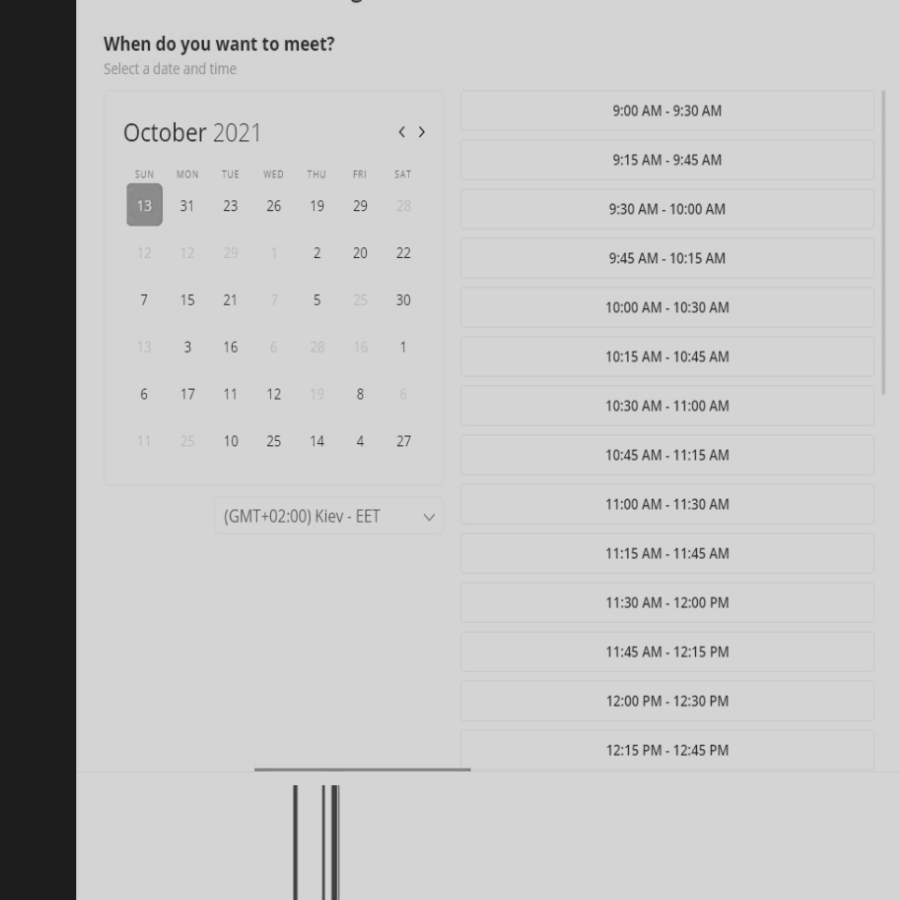 When do you want to meet?
Select a date and time
October 2021
SUN MON TUE WED THU FRI SAT
13 31 23 26 19 29 28
12 12 29 1 2 20 22
7 15 21 7 5 25 30
13 3 16 6 28 16 1
6 17 11 12 19 8 6
11 25 10 25 14 4 27
(GMT+02:00) Kiev - EET
9:00 AM - 9:30 AM
9:15 AM - 9:45 AM
9:30 AM - 10:00 AM
9:45 AM - 10:15 AM
10:00 AM - 10:30 AM
10:15 AM - 10:45 AM
10:30 AM - 11:00 AM
10:45 AM - 11:15 AM
11:00 AM - 11:30 AM
11:15 AM - 11:45 AM
11:30 AM - 12:00 PM
11:45 AM - 12:15 PM
12:00 PM - 12:30 PM
12:15 PM - 12:45 PM